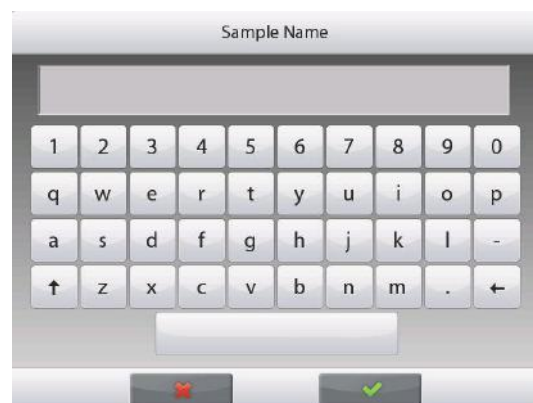 Sample Name
1 2 3 4 5 6 7 8 9 0
q w e r t y u i o p
a s d f g h j k l -
↑ z x c v b n m . ←